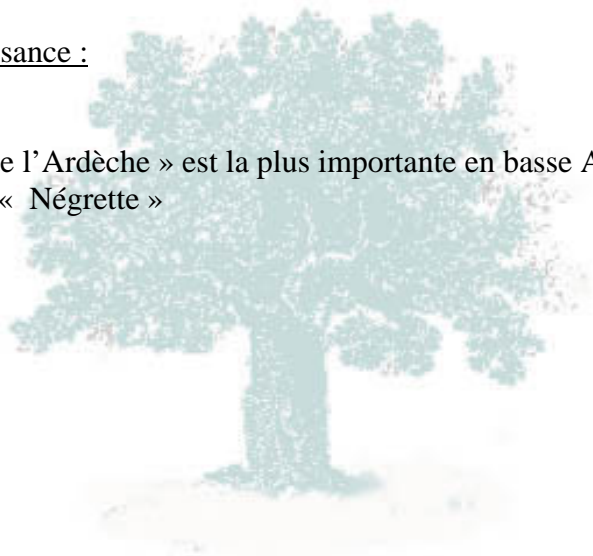 sance :
e l’Ardèche » est la plus importante en basse A
«  Négrette »